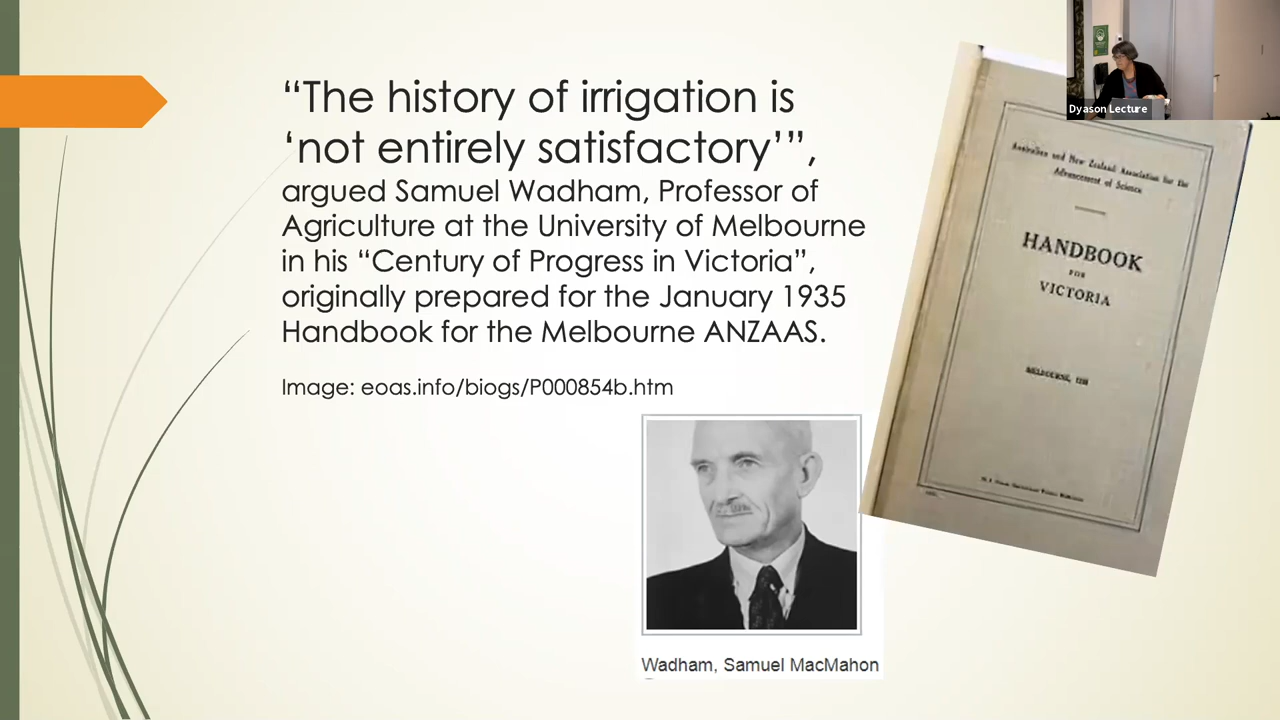 “The history of irrigation is
‘not entirely satisfactory’”,
argued Samuel Wadham, Professor of
Agriculture at the University of Melbourne
in his “Century of Progress in Victoria”,
originally prepared for the January 1935
Handbook for the Melbourne ANZAAS.
Image: eoas.info/biogs/P000854b.htm
Wadham, Samuel MacMahon
Dyason Lecture
Australian and New Zealand Association for the
Advancement of Science
HANDBOOK
FOR
VICTORIA
MELBOURNE,